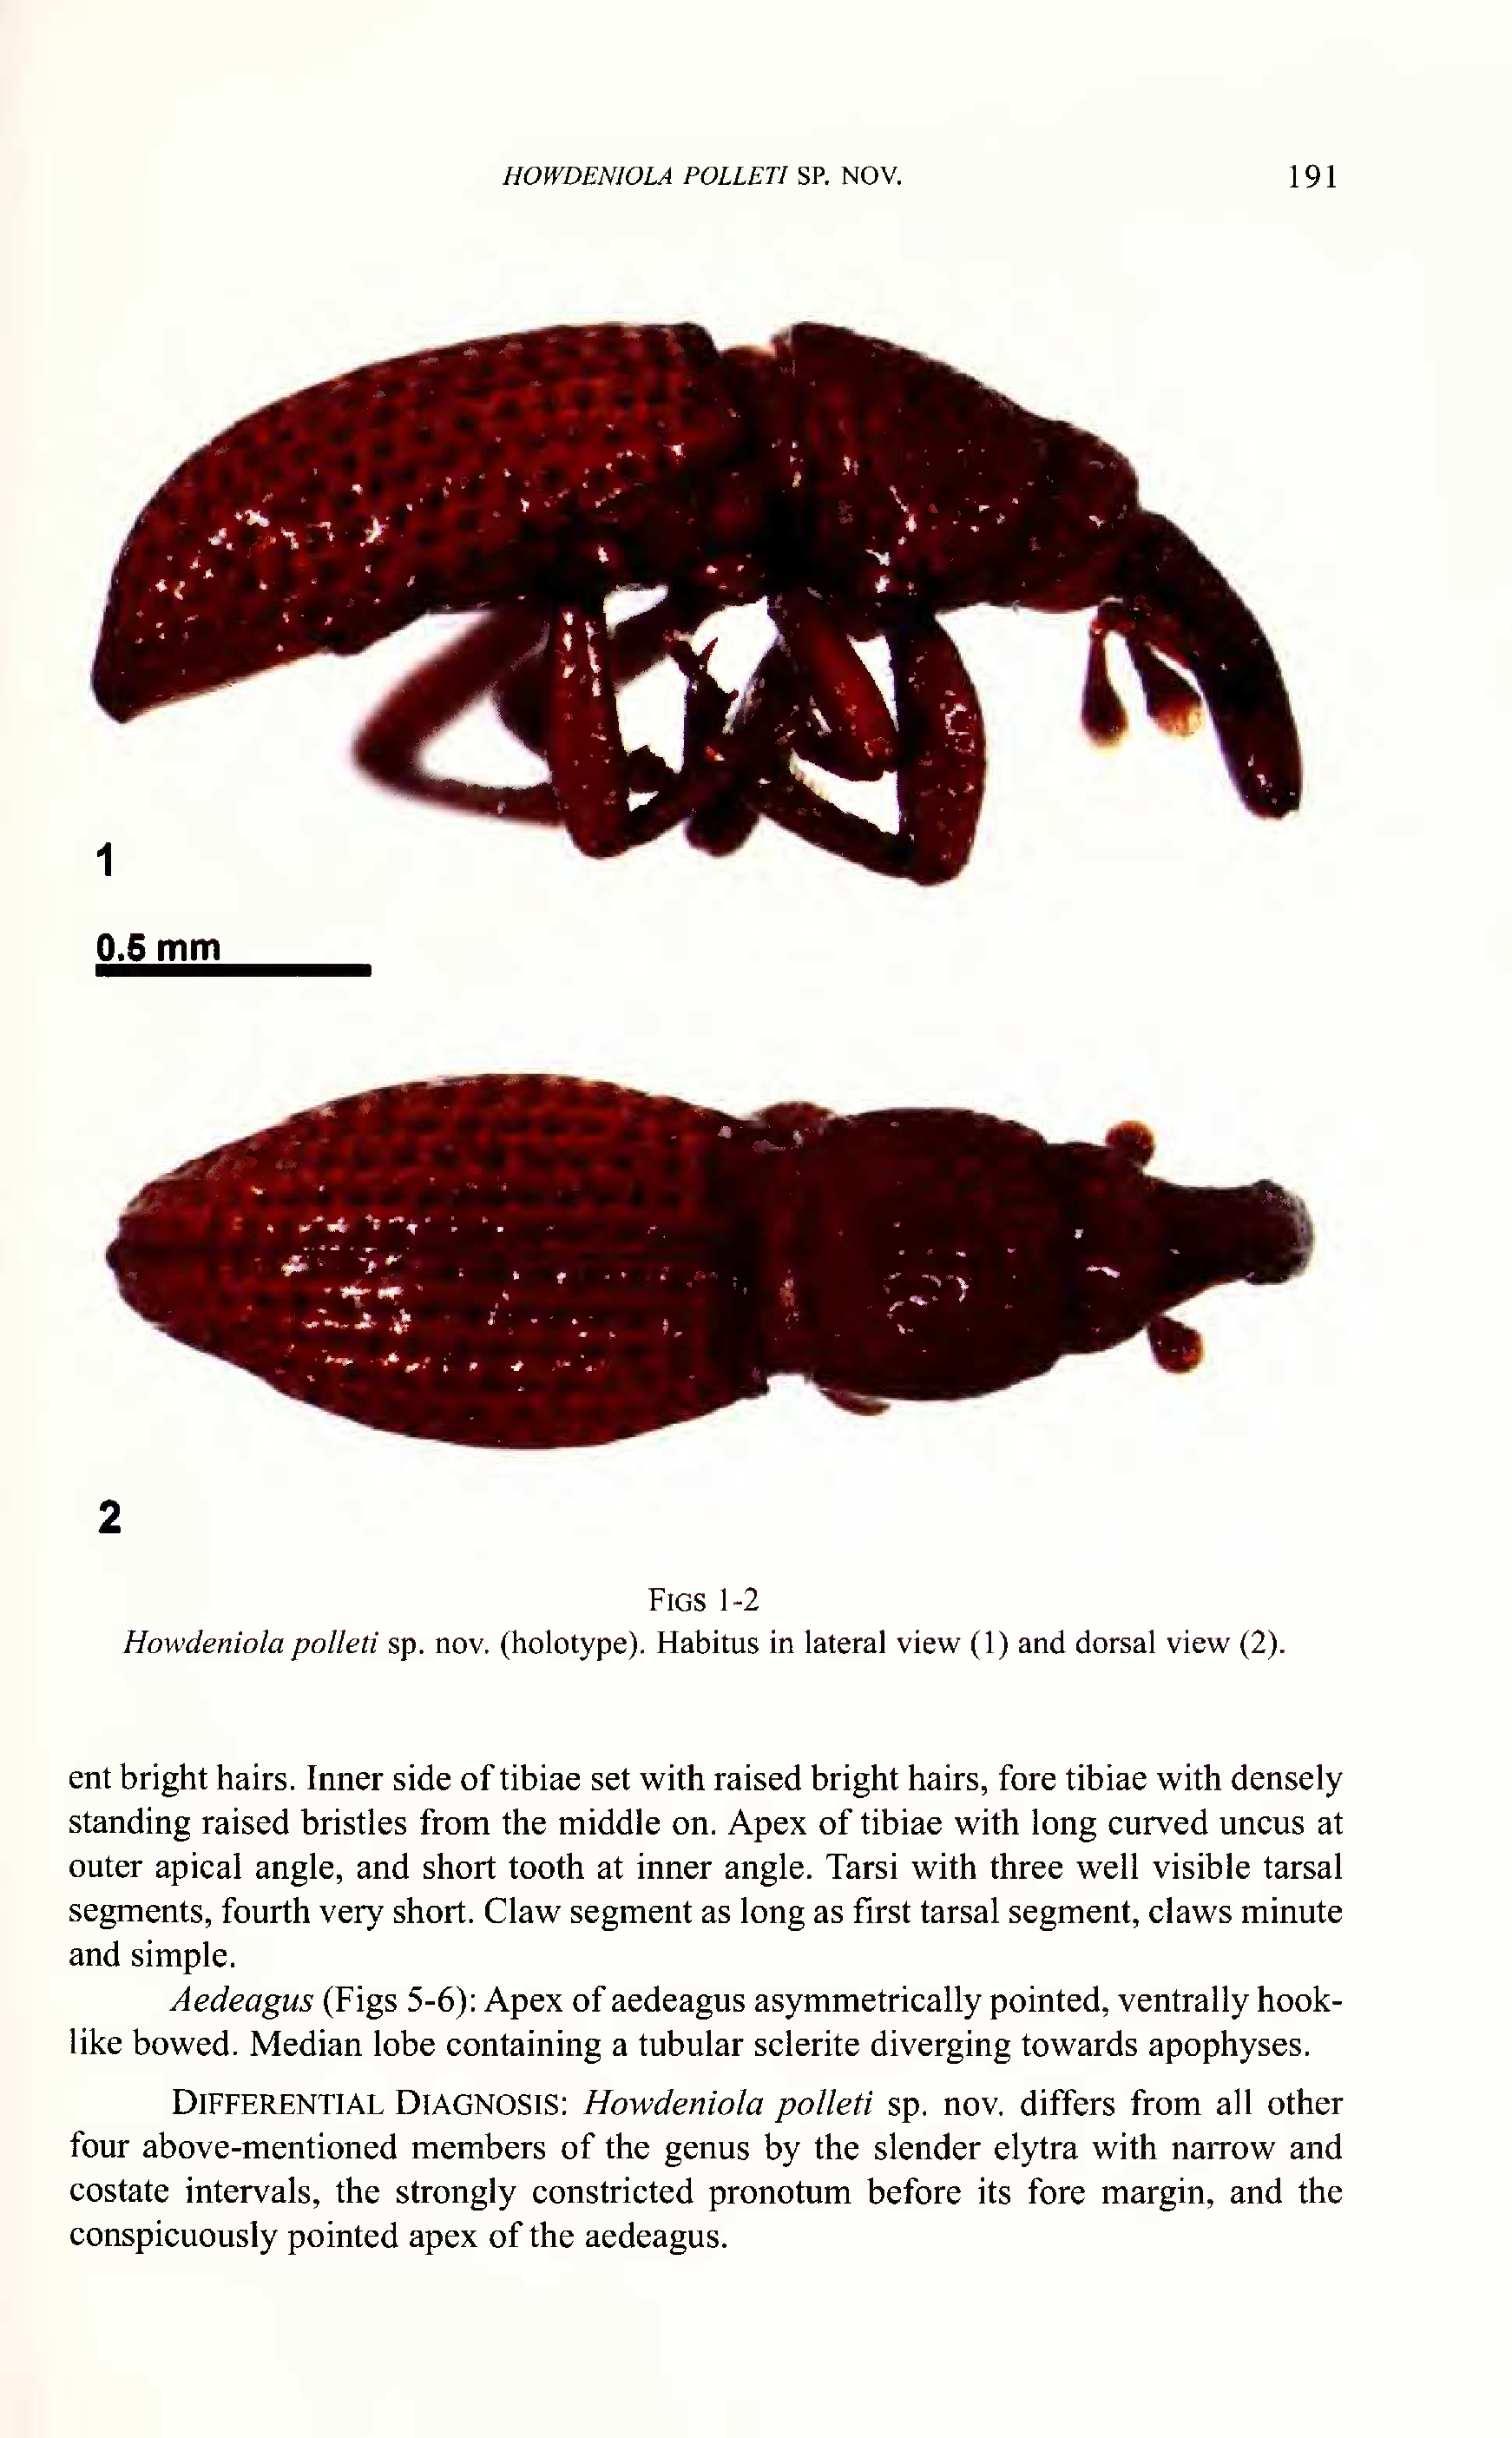 HOWDENIOLA POLLETI SP. NOV. 191
1
0.5 mm
2
FIGS 1-2
Howdeniola polleti sp. nov. (holotype). Habitus in lateral view (1) and dorsal view (2).
ent bright hairs. Inner side of tibiae set with raised bright hairs, fore tibiae with densely
standing raised bristles from the middle on. Apex of tibiae with long curved uncus at
outer apical angle, and short tooth at inner angle. Tarsi with three well visible tarsal
segments, fourth very short. Claw segment as long as first tarsal segment, claws minute
and simple.
Aedeagus (Figs 5-6): Apex of aedeagus asymmetrically pointed, ventrally hook-
like bowed. Median lobe containing a tubular sclerite diverging towards apophyses.
DIFFERENTIAL DIAGNOSIS: Howdeniola polleti sp. nov. differs from all other
four above-mentioned members of the genus by the slender elytra with narrow and
costate intervals, the strongly constricted pronotum before its fore margin, and the
conspicuously pointed apex of the aedeagus.